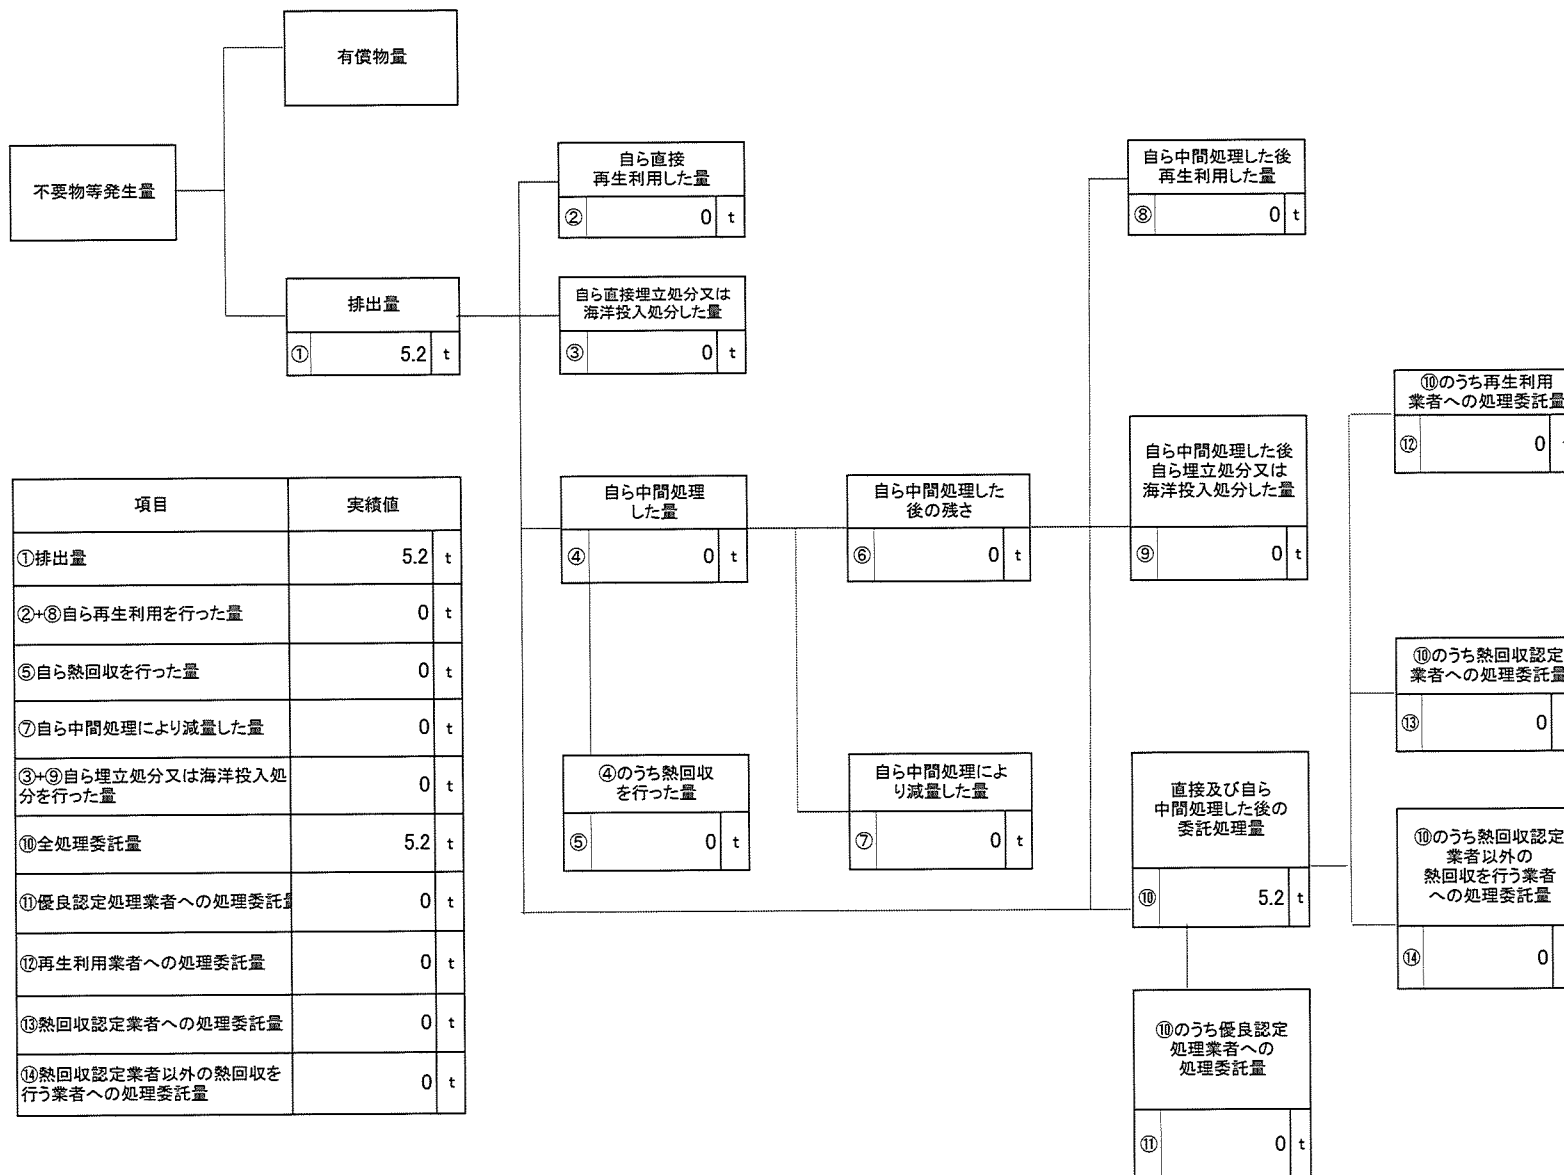 有償物量
不要物等発生量
排出量
① 5.2 t
自ら直接
再生利用した量
② 0 t
自ら直接埋立処分又は
海洋投入処分した量
③ 0 t
自ら中間処理
した量
④ 0 t
④のうち熱回収
を行った量
⑤ 0 t
自ら中間処理した
後の残さ
⑥ 0 t
自ら中間処理によ
り減量した量
⑦ 0 t
自ら中間処理した後
再生利用した量
⑧ 0 t
自ら中間処理した後
自ら埋立処分又は
海洋投入処分した量
⑨ 0 t
直接及び自ら
中間処理した後の
委託処理量
⑩ 5.2 t
⑩のうち優良認定
処理業者への
処理委託量
⑪ 0 t
⑩のうち再生利用
業者への処理委託量
⑫ 0
⑩のうち熱回収認定
業者への処理委託量
⑬ 0
⑩のうち熱回収認定
業者以外の
熱回収を行う業者
への処理委託量
⑭ 0
項目 実績値
①排出量 5.2 t
②+⑧自ら再生利用を行った量 0 t
⑤自ら熱回収を行った量 0 t
⑦自ら中間処理により減量した量 0 t
③+⑨自ら埋立処分又は海洋投入処
分を行った量 0 t
⑩全処理委託量 5.2 t
⑪優良認定処理業者への処理委託量 0 t
⑫再生利用業者への処理委託量 0 t
⑬熱回収認定業者への処理委託量 0 t
⑭熱回収認定業者以外の熱回収を
行う業者への処理委託量 0 t